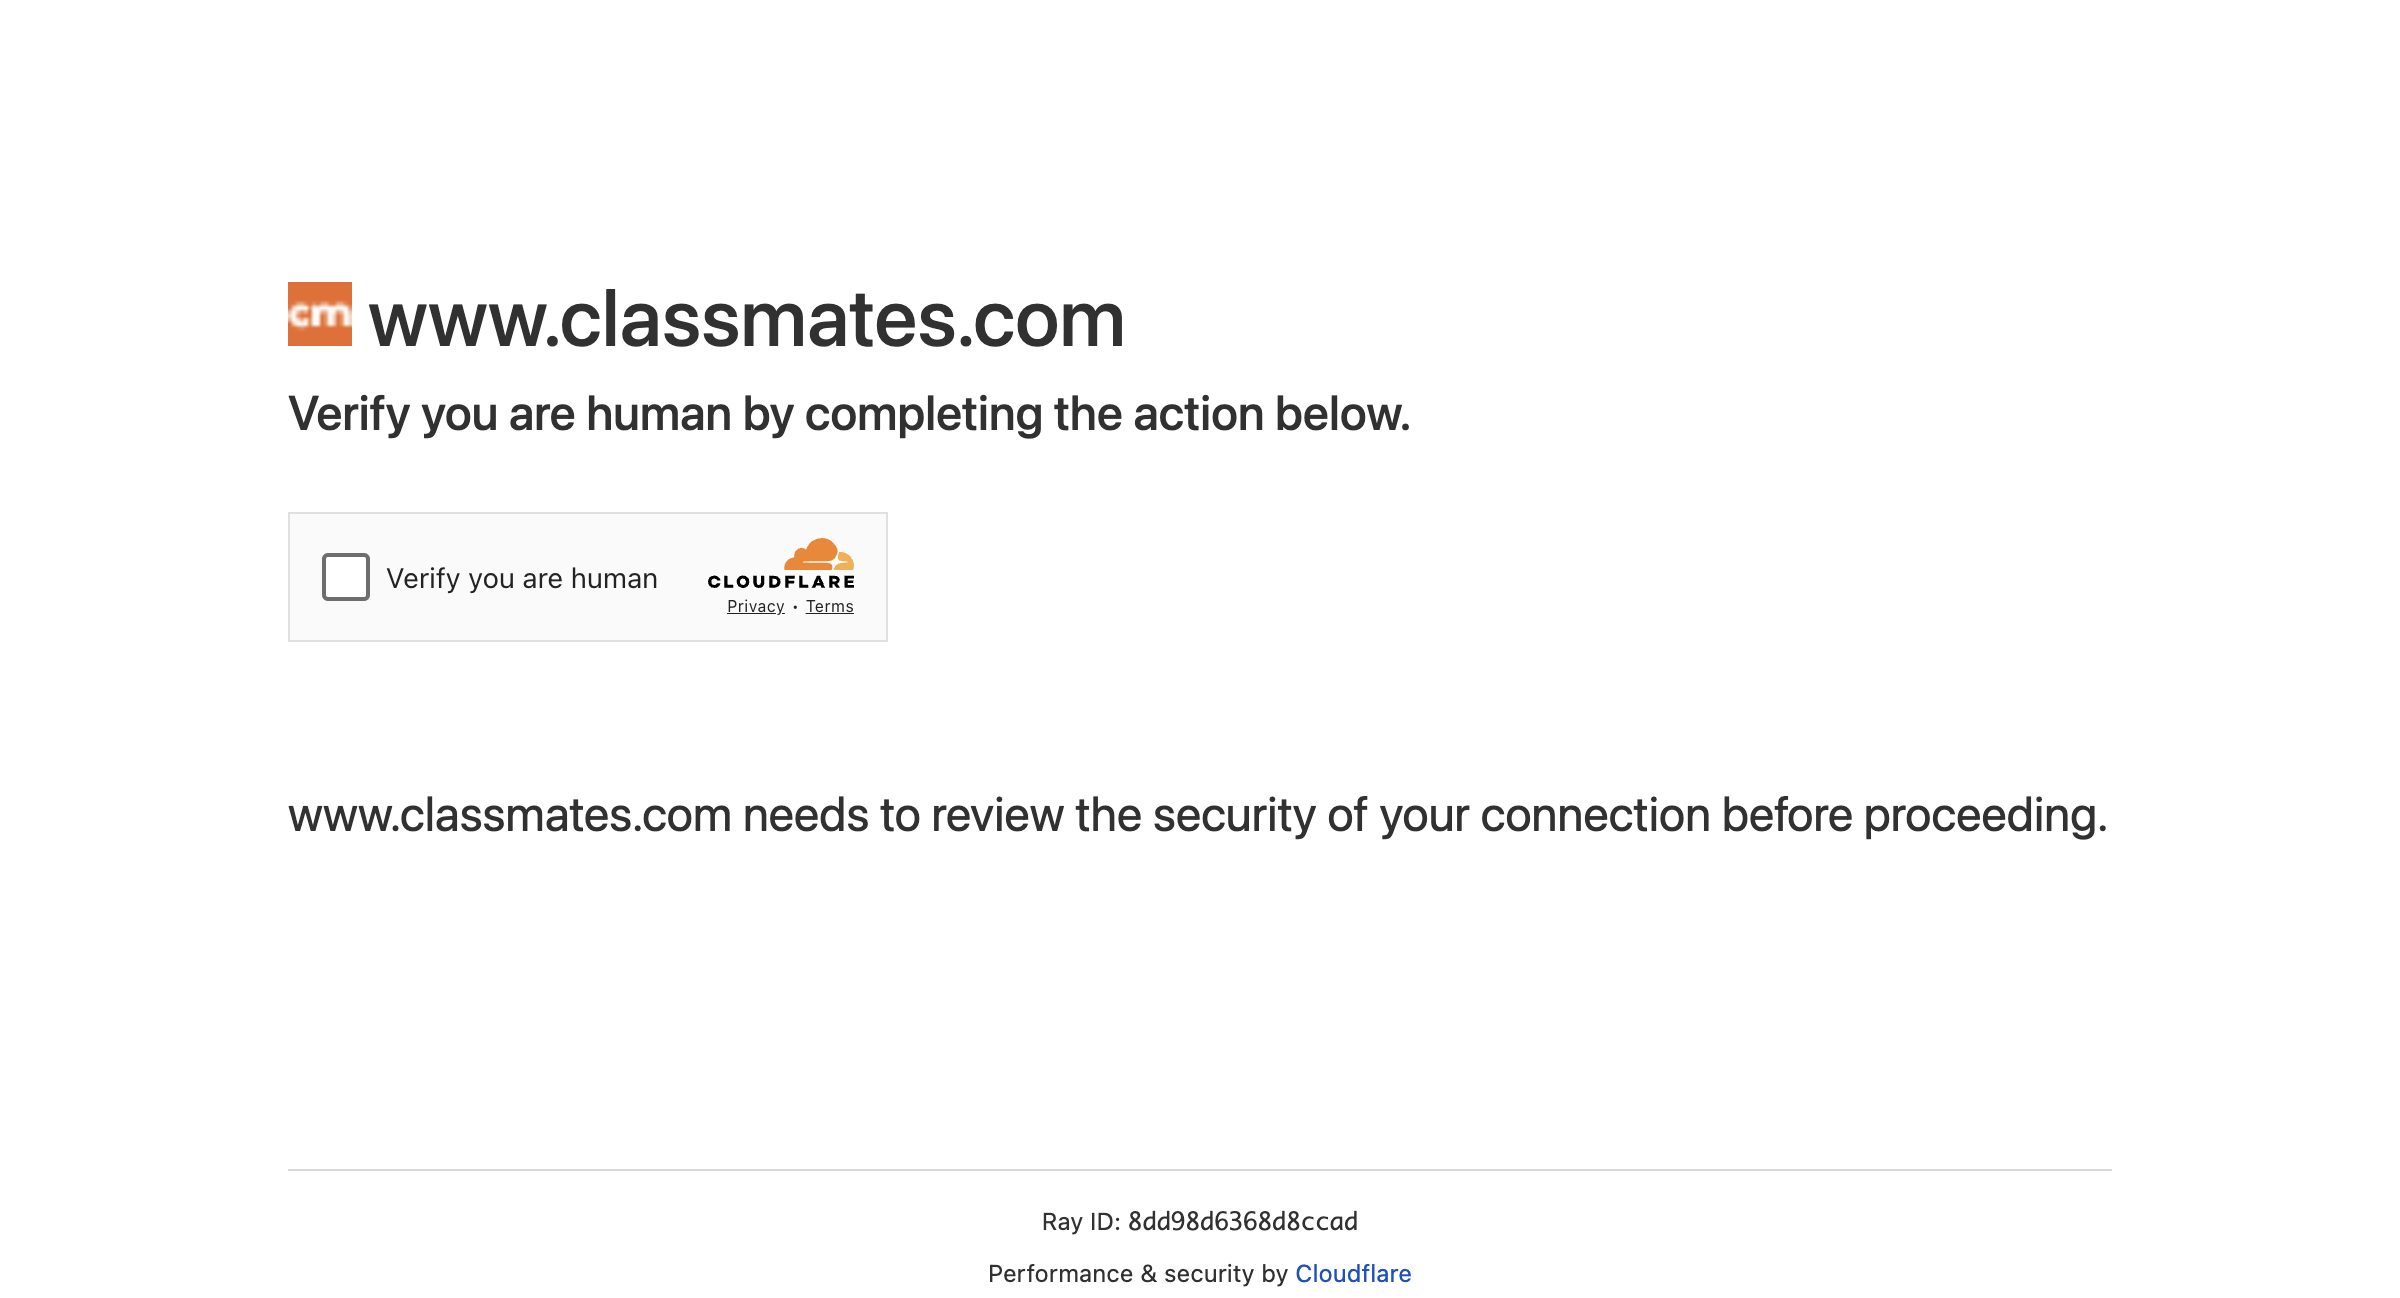 cm www.classmates.com
Verify you are human by completing the action below.
Verify you are human
CLOUDFLARE
Privacy • Terms
www.classmates.com needs to review the security of your connection before proceeding.
Ray ID: 8dd98d6368d8ccad
Performance & security by Cloudflare